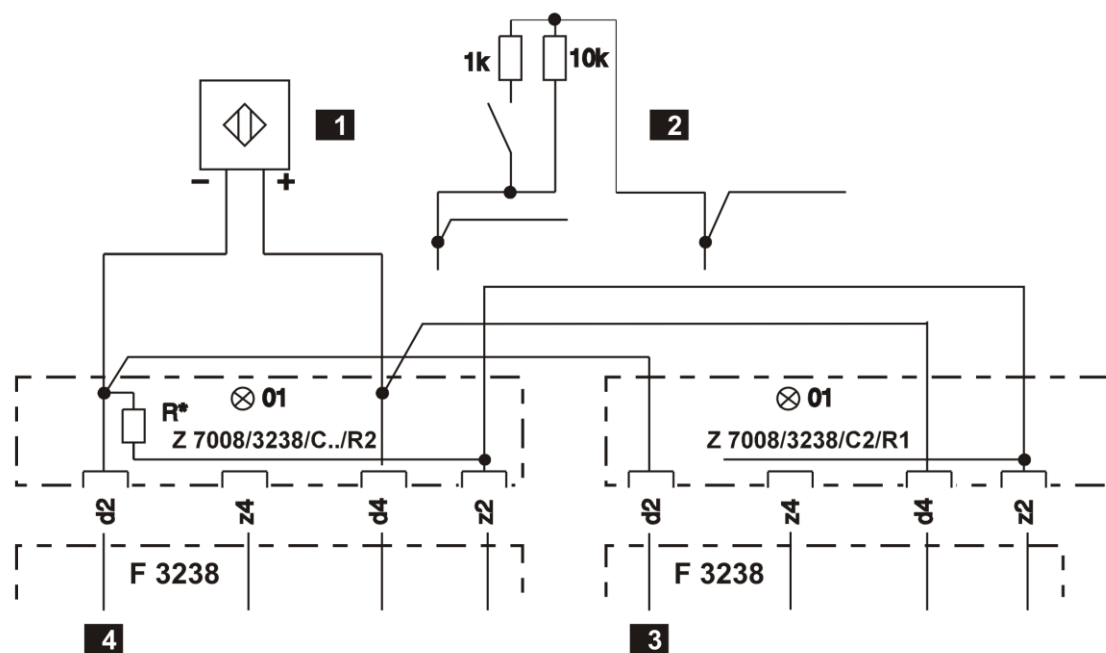 1k 10k
1
2
− +
01
R*
Z 7008/3238/C../R2
01
Z 7008/3238/C2/R1
d2 z4 d4 z2
d2 z4 d4 z2
F 3238
F 3238
4
3